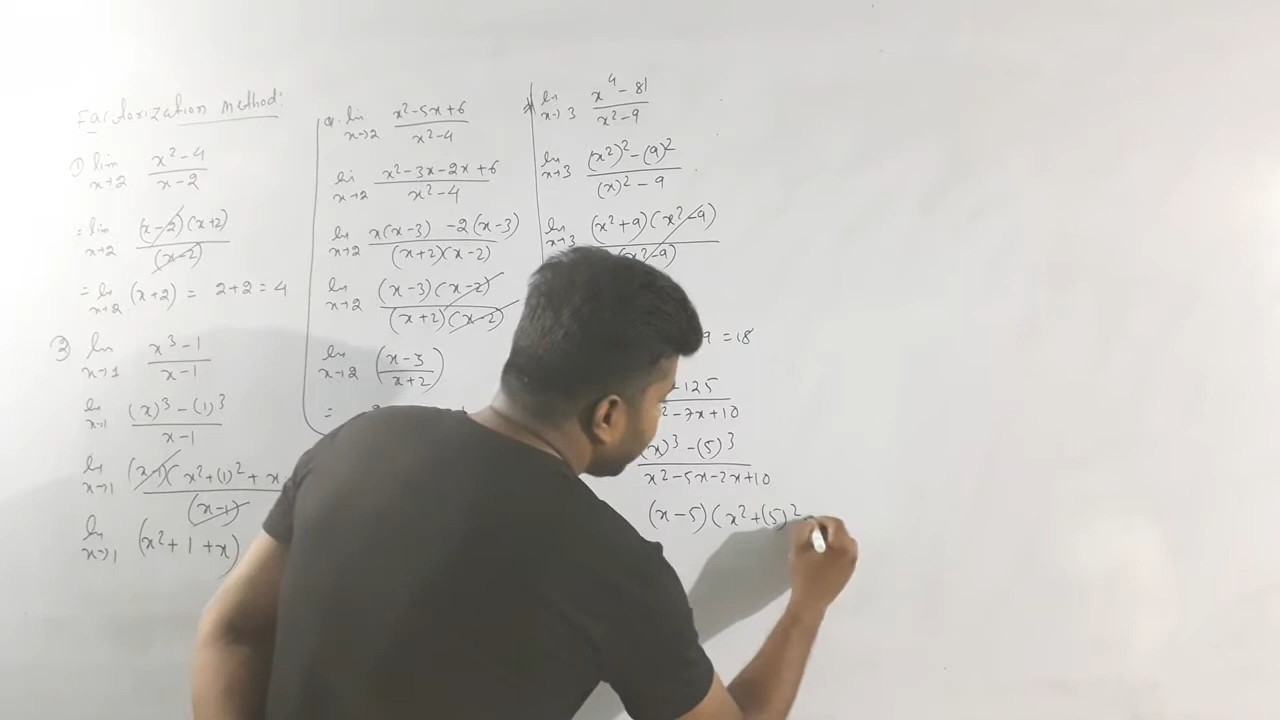 Factorization method:
① lim x→2 x²-4 / x-2
= lim x→2 (x-2)(x+2) / (x-2)
= lim x→2 (x+2) = 2+2 = 4
③ lim x→1 x³-1 / x-1
lim x→1 (x)³-(1)³ / x-1
lim x→1 (x-1)(x²+(1)²+x / (x-1)
lim x→1 (x²+1+x)
lim x→2 x²-5x+6 / x²-4
lim x→2 x²-3x-2x+6 / x²-4
lim x→2 x(x-3) -2(x-3) / (x+2)(x-2)
lim x→2 (x-3)(x-2) / (x+2)(x-2)
lim x→2 (x-3 / x+2)
=
lim x→3 x⁴-81 / x²-9
lim x→3 (x²)²-(9)² / (x)²-9
lim x→3 (x²+9)(x²-9) / (x²-9)
9 = 18
-125 / ²-7x+10
x)³-(5)³ / x²-5x-2x+10
(x-5)(x²+(5)²